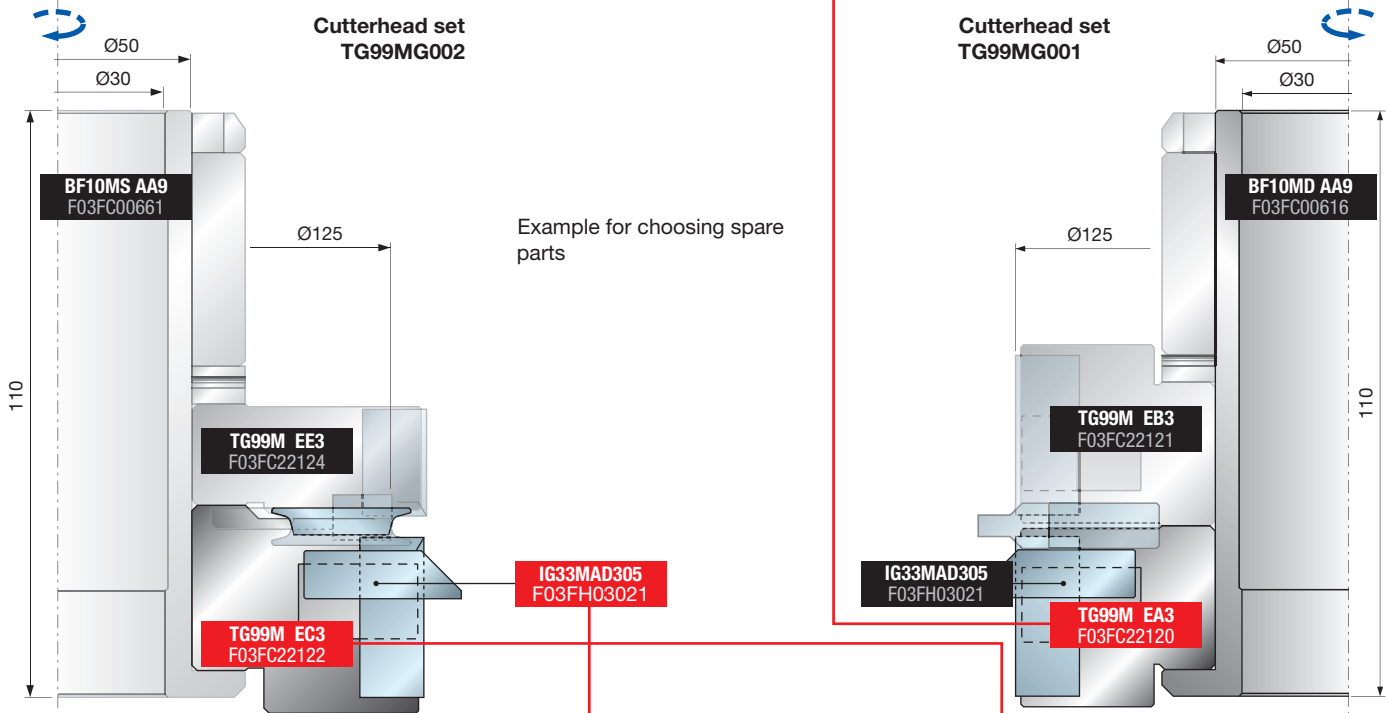 Cutterhead set
TG99MG002
Ø50
Ø30
110
BF10MS AA9
F03FC00661
Ø125
Example for choosing spare
parts
TG99M EE3
F03FC22124
IG33MAD305
F03FH03021
TG99M EC3
F03FC22122
Cutterhead set
TG99MG001
Ø50
Ø30
110
BF10MD AA9
F03FC00616
Ø125
TG99M EB3
F03FC22121
IG33MAD305
F03FH03021
TG99M EA3
F03FC22120